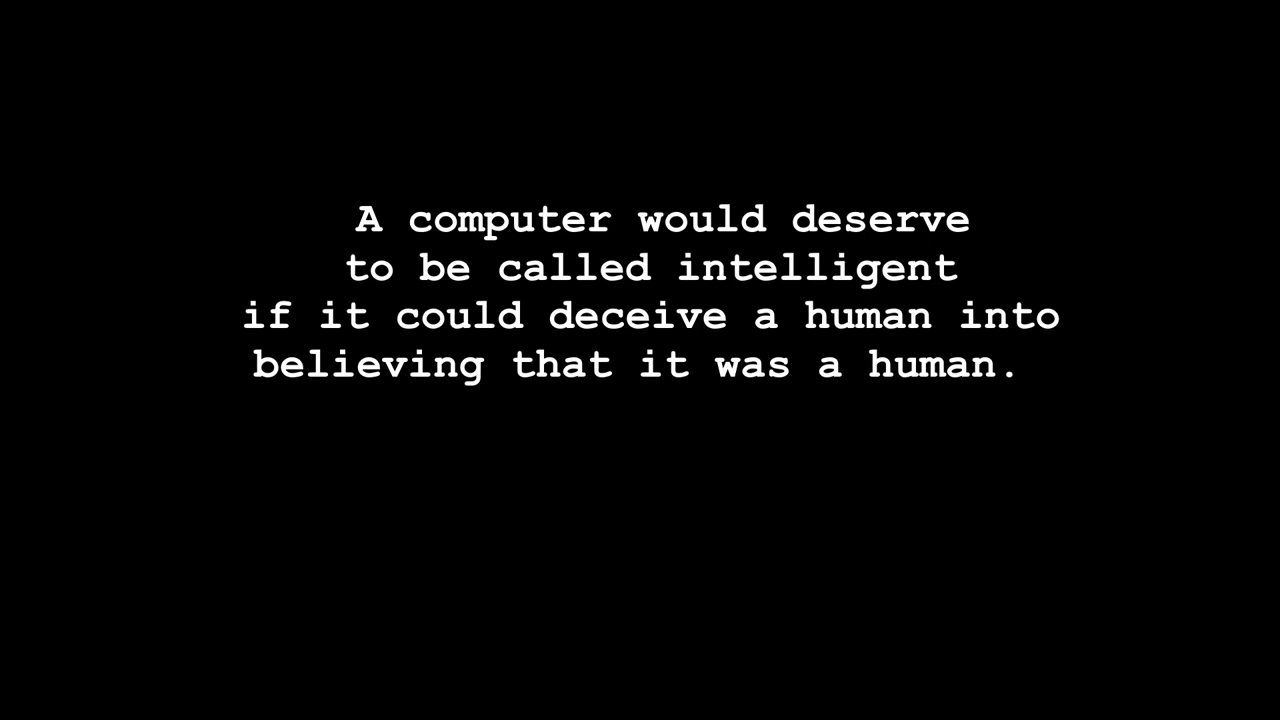 A computer would deserve
to be called intelligent
if it could deceive a human into
believing that it was a human.